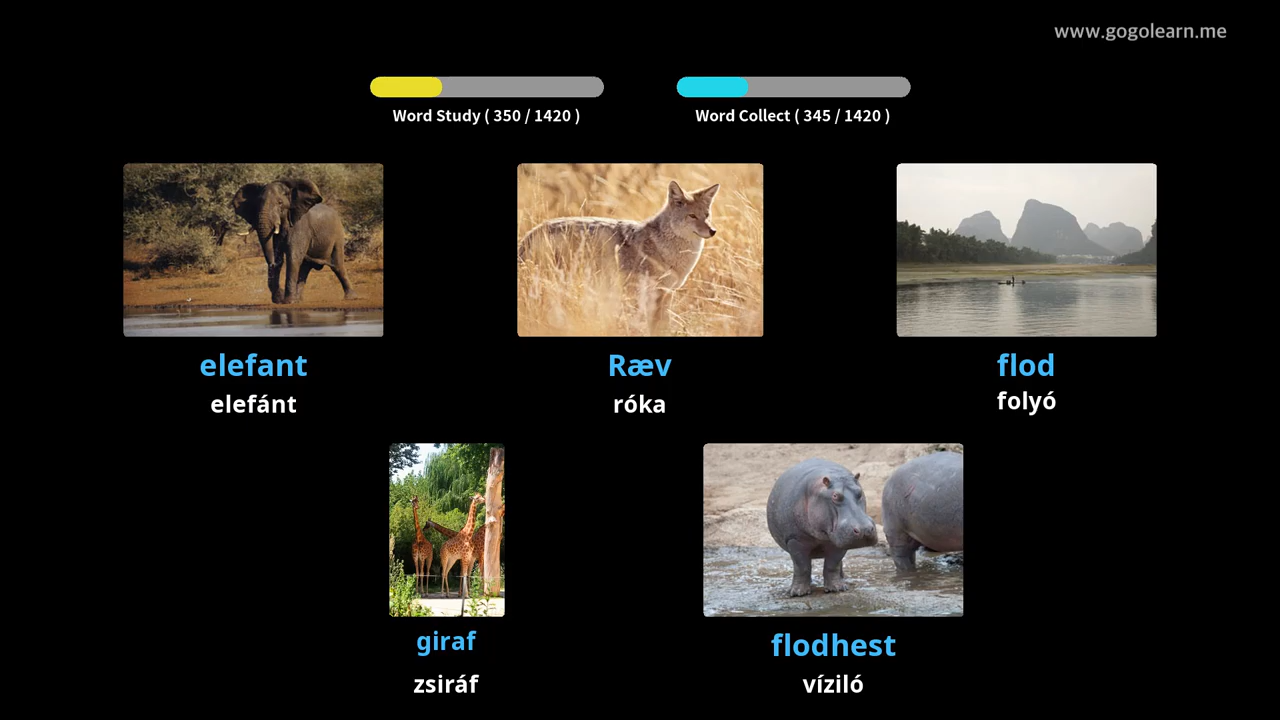 www.gogolearn.me
Word Study ( 350 / 1420 )
Word Collect ( 345 / 1420 )
elefant
elefánt
Ræv
róka
flod
folyó
giraf
zsiráf
flodhest
víziló